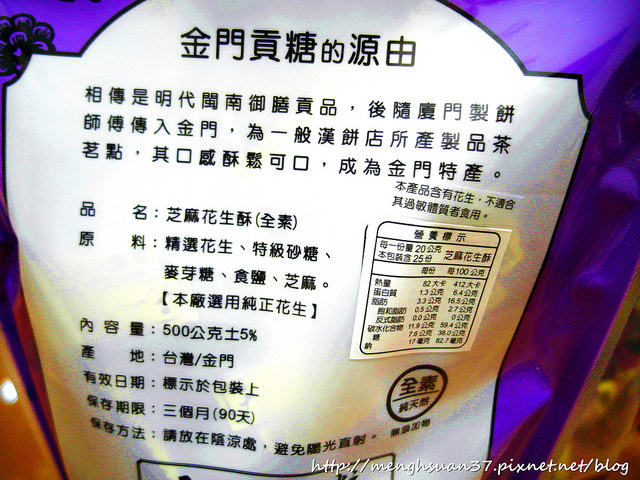 金門貢糖的源由
相傳是明代閩南御膳貢品，後隨廈門製餅
師傅傳入金門，為一般漢餅店所產製品茶
茗點，其口感酥鬆可口，成為金門特產。
本產品含有花生，不適合
其過敏體質者食用。
品　　名：芝麻花生酥(全素)
原　　料：精選花生、特級砂糖、
麥芽糖、食鹽、芝麻。
【本廠選用純正花生】
內 容 量：500公克±5%
產　　地：台灣/金門
有效日期：標示於包裝上
保存期限：三個月(90天)
保存方法：請放在陰涼處，避免陽光直射。
營養標示
每一份量 20公克
本包裝含 25份 芝麻花生酥
每份 每100公克
熱量 82大卡 412大卡
蛋白質 1.3公克 6.4公克
脂肪 3.3公克 16.5公克
飽和脂肪 0.5公克 2.7公克
反式脂肪 0.0公克 0公克
碳水化合物 11.9公克 59.4公克
糖 7.6公克 38.0公克
鈉 17毫克 82.7毫克
全素
純天然
無添加物
http://menghsuan37.pixnet.net/blog